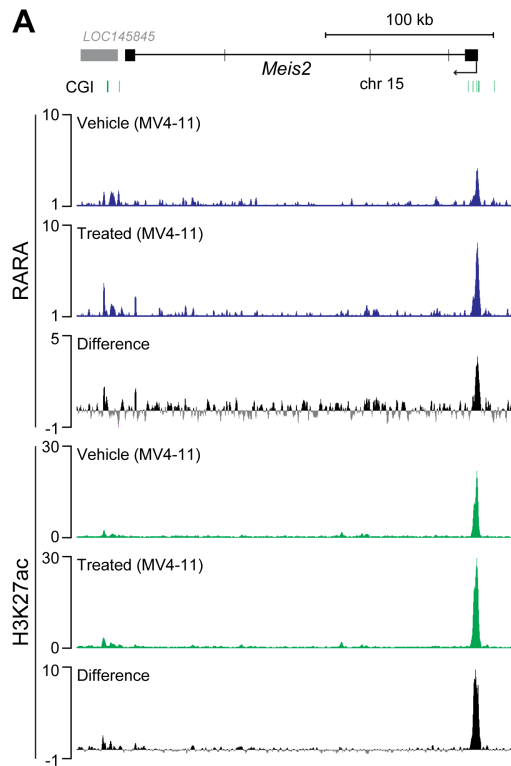 A
100 kb
LOC145845
Meis2
CGI
chr 15
10
Vehicle (MV4-11)
1
10
Treated (MV4-11)
1
RARA
5
Difference
-1
30
Vehicle (MV4-11)
0
30
Treated (MV4-11)
0
H3K27ac
10
Difference
-1